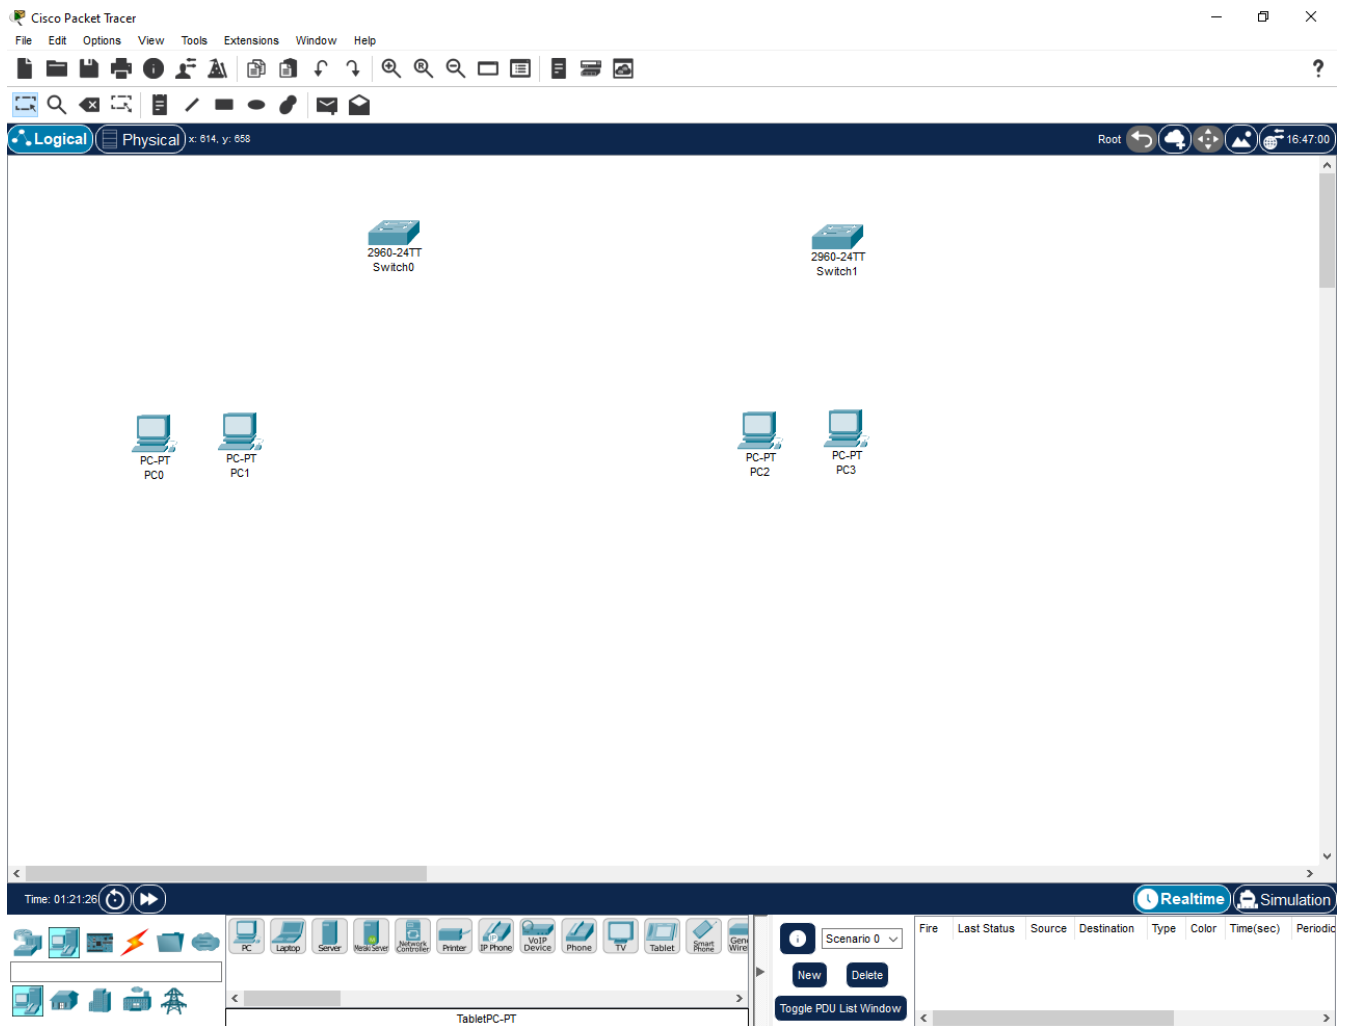 Cisco Packet Tracer
File Edit Options View Tools Extensions Window Help
Logical Physical x: 614, y: 658 Root 16:47:00
2960-24TT
Switch0
2960-24TT
Switch1
PC-PT
PC0
PC-PT
PC1
PC-PT
PC2
PC-PT
PC3
Time: 01:21:26 Realtime Simulation
PC Laptop Server Meraki Server Network Controller Printer IP Phone VoIP Device Phone TV Tablet Smart Phone
TabletPC-PT
Scenario 0
New Delete
Toggle PDU List Window
Fire Last Status Source Destination Type Color Time(sec) Periodic